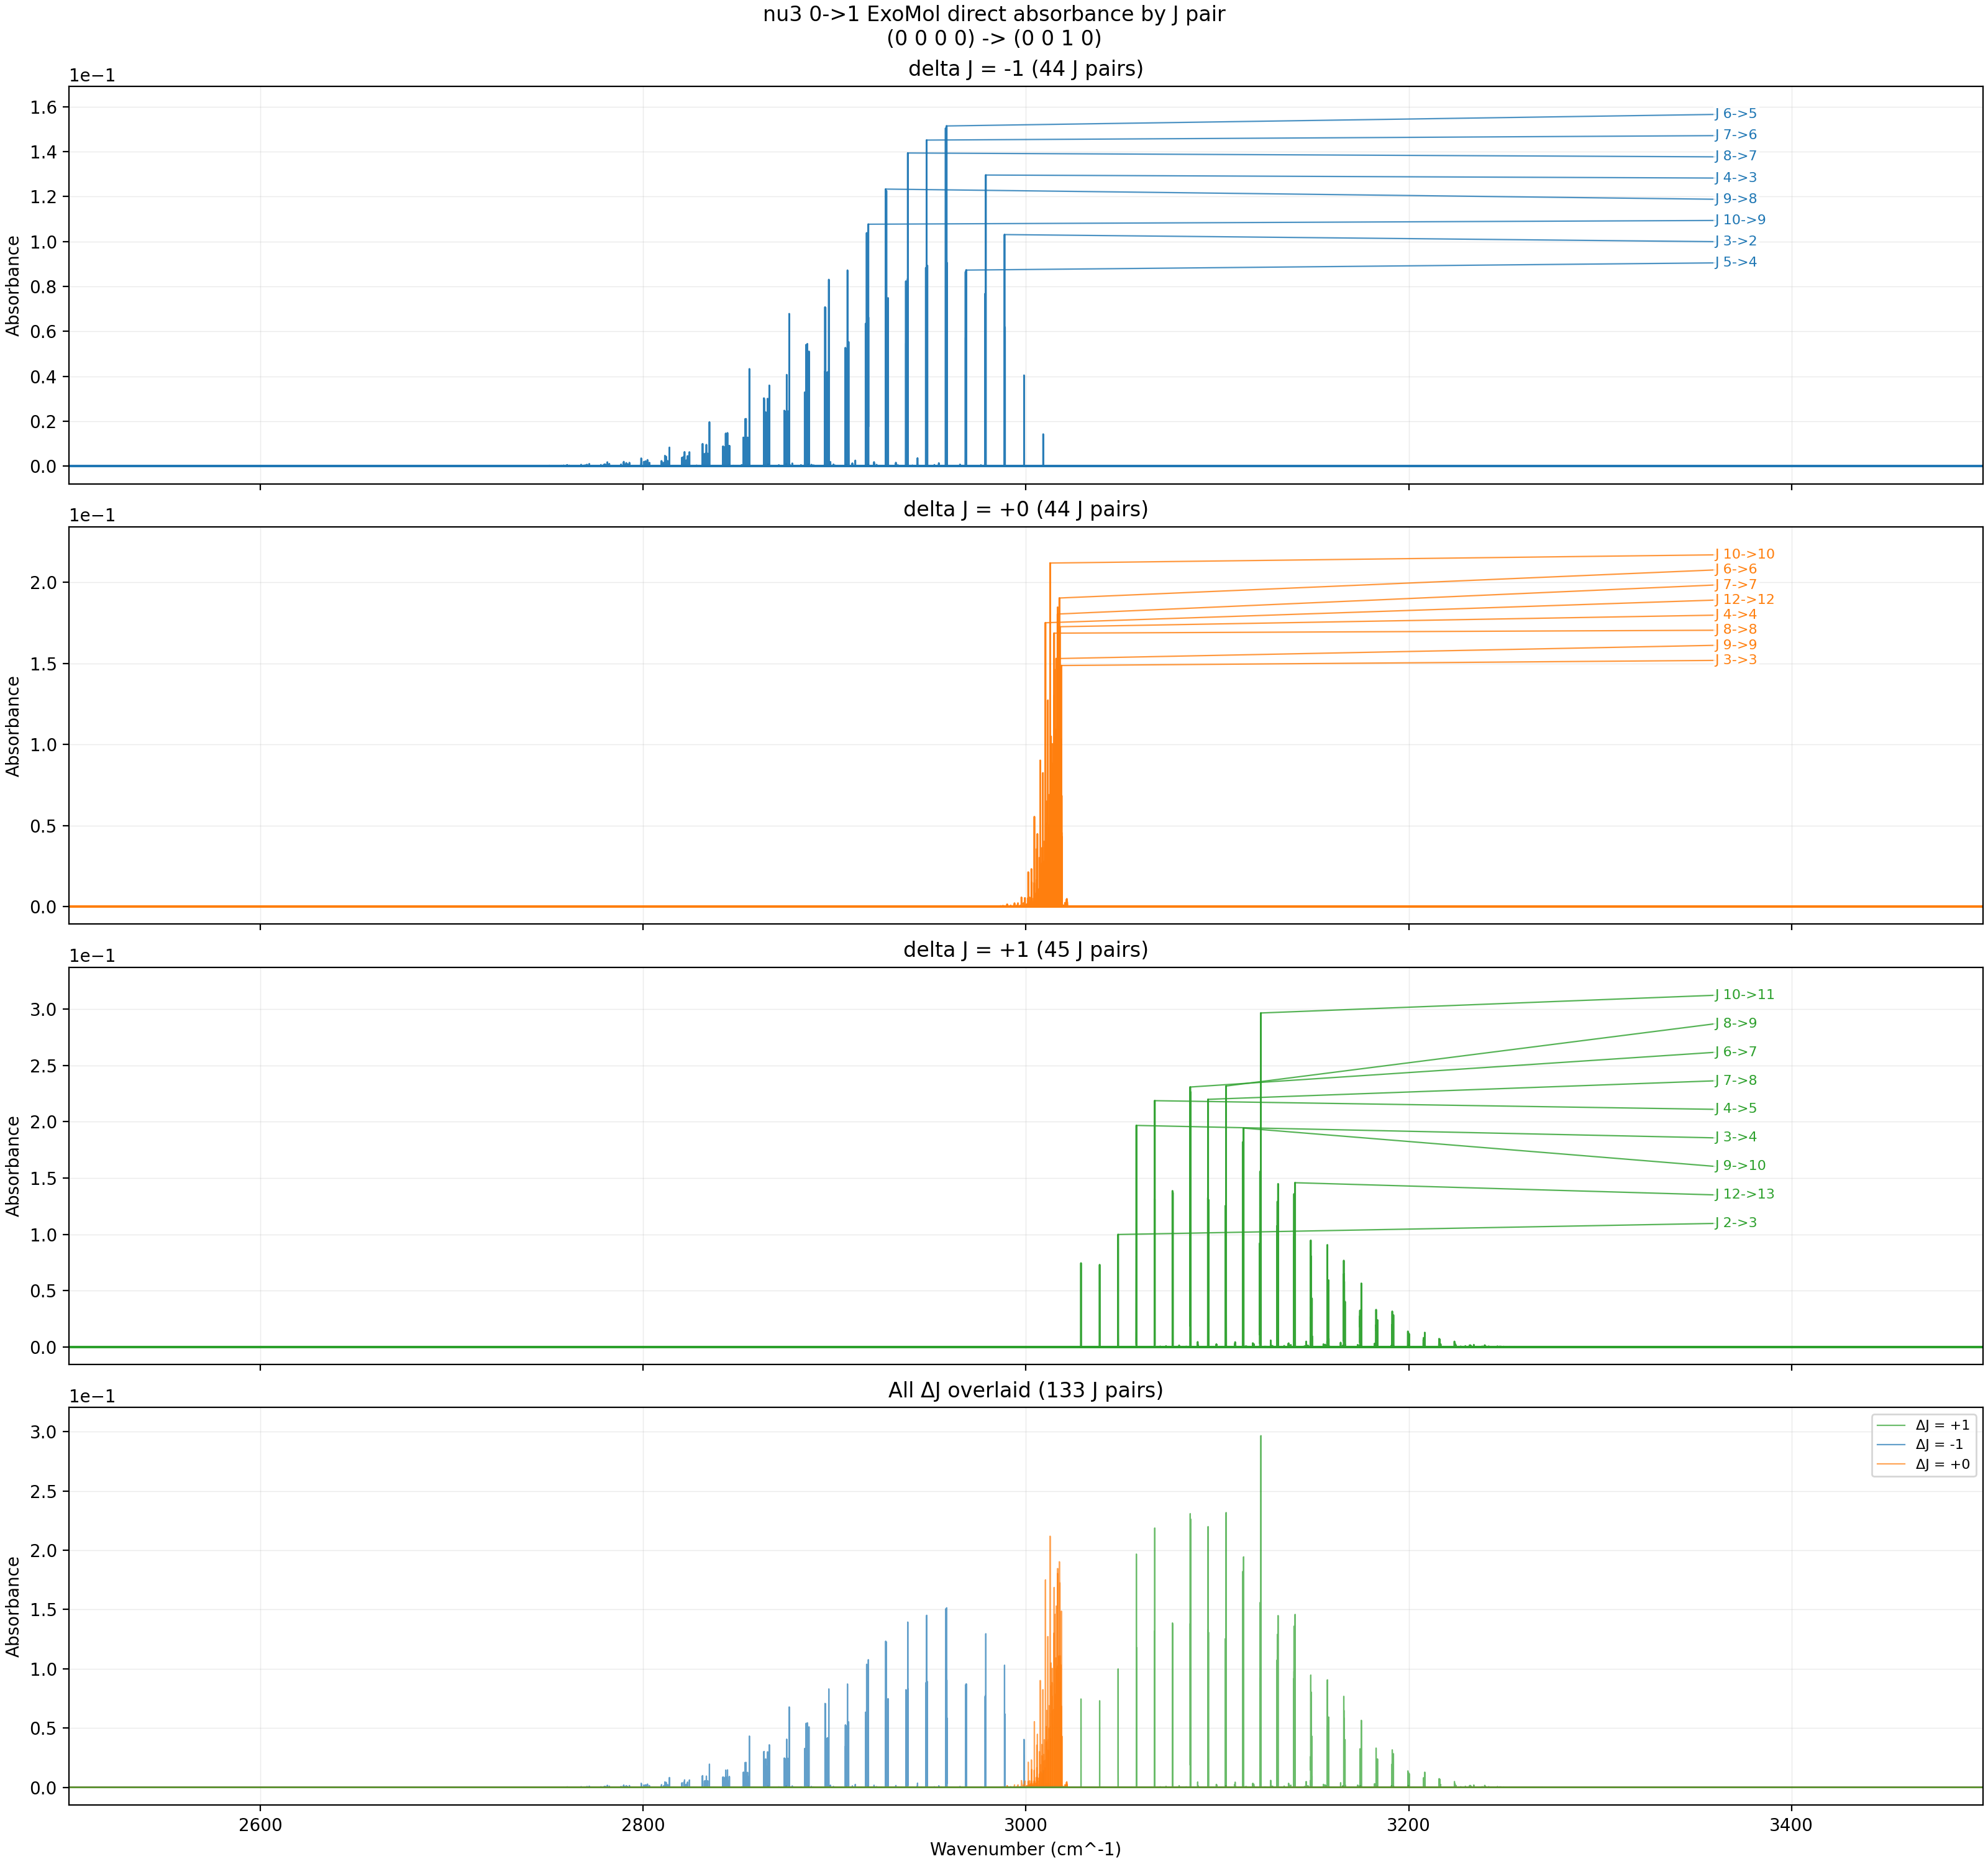 nu3 0->1 ExoMol direct absorbance by J pair
(0 0 0 0) -> (0 0 1 0)
delta J = -1 (44 J pairs)
1e−1
1.6
1.4
1.2
1.0
0.8
0.6
0.4
0.2
0.0
Absorbance
J 6->5
J 7->6
J 8->7
J 4->3
J 9->8
J 10->9
J 3->2
J 5->4
delta J = +0 (44 J pairs)
1e−1
2.0
1.5
1.0
0.5
0.0
Absorbance
J 10->10
J 6->6
J 7->7
J 12->12
J 4->4
J 8->8
J 9->9
J 3->3
delta J = +1 (45 J pairs)
1e−1
3.0
2.5
2.0
1.5
1.0
0.5
0.0
Absorbance
J 10->11
J 8->9
J 6->7
J 7->8
J 4->5
J 3->4
J 9->10
J 12->13
J 2->3
All ΔJ overlaid (133 J pairs)
1e−1
3.0
2.5
2.0
1.5
1.0
0.5
0.0
Absorbance
ΔJ = +1
ΔJ = -1
ΔJ = +0
2600 2800 3000 3200 3400
Wavenumber (cm^-1)